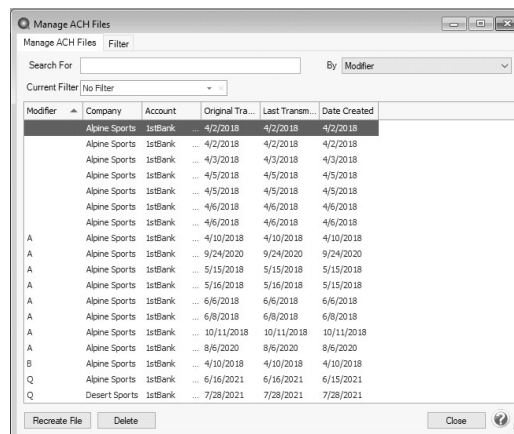 Manage ACH Files
Manage ACH Files Filter
Search For By Modifier
Current Filter No Filter
Modifier Company Account Original Tra... Last Transm... Date Created
Alpine Sports 1stBank ... 4/2/2018 4/2/2018 4/2/2018
Alpine Sports 1stBank ... 4/2/2018 4/2/2018 4/2/2018
Alpine Sports 1stBank ... 4/3/2018 4/3/2018 4/3/2018
Alpine Sports 1stBank ... 4/5/2018 4/5/2018 4/5/2018
Alpine Sports 1stBank ... 4/5/2018 4/5/2018 4/5/2018
Alpine Sports 1stBank ... 4/6/2018 4/6/2018 4/6/2018
Alpine Sports 1stBank ... 4/6/2018 4/6/2018 4/6/2018
A Alpine Sports 1stBank ... 4/10/2018 4/10/2018 4/10/2018
A Alpine Sports 1stBank ... 9/24/2020 9/24/2020 9/24/2020
A Alpine Sports 1stBank ... 5/15/2018 5/15/2018 5/15/2018
A Alpine Sports 1stBank ... 5/16/2018 5/16/2018 5/16/2018
A Alpine Sports 1stBank ... 6/6/2018 6/6/2018 6/6/2018
A Alpine Sports 1stBank ... 6/8/2018 6/8/2018 6/8/2018
A Alpine Sports 1stBank ... 10/11/2018 10/11/2018 10/11/2018
A Alpine Sports 1stBank ... 8/6/2020 8/6/2020 8/6/2020
B Alpine Sports 1stBank ... 4/10/2018 4/10/2018 4/10/2018
Q Alpine Sports 1stBank ... 6/16/2021 6/16/2021 6/15/2021
Q Desert Sports 1stBank ... 7/28/2021 7/28/2021 7/28/2021
Recreate File Delete Close ?